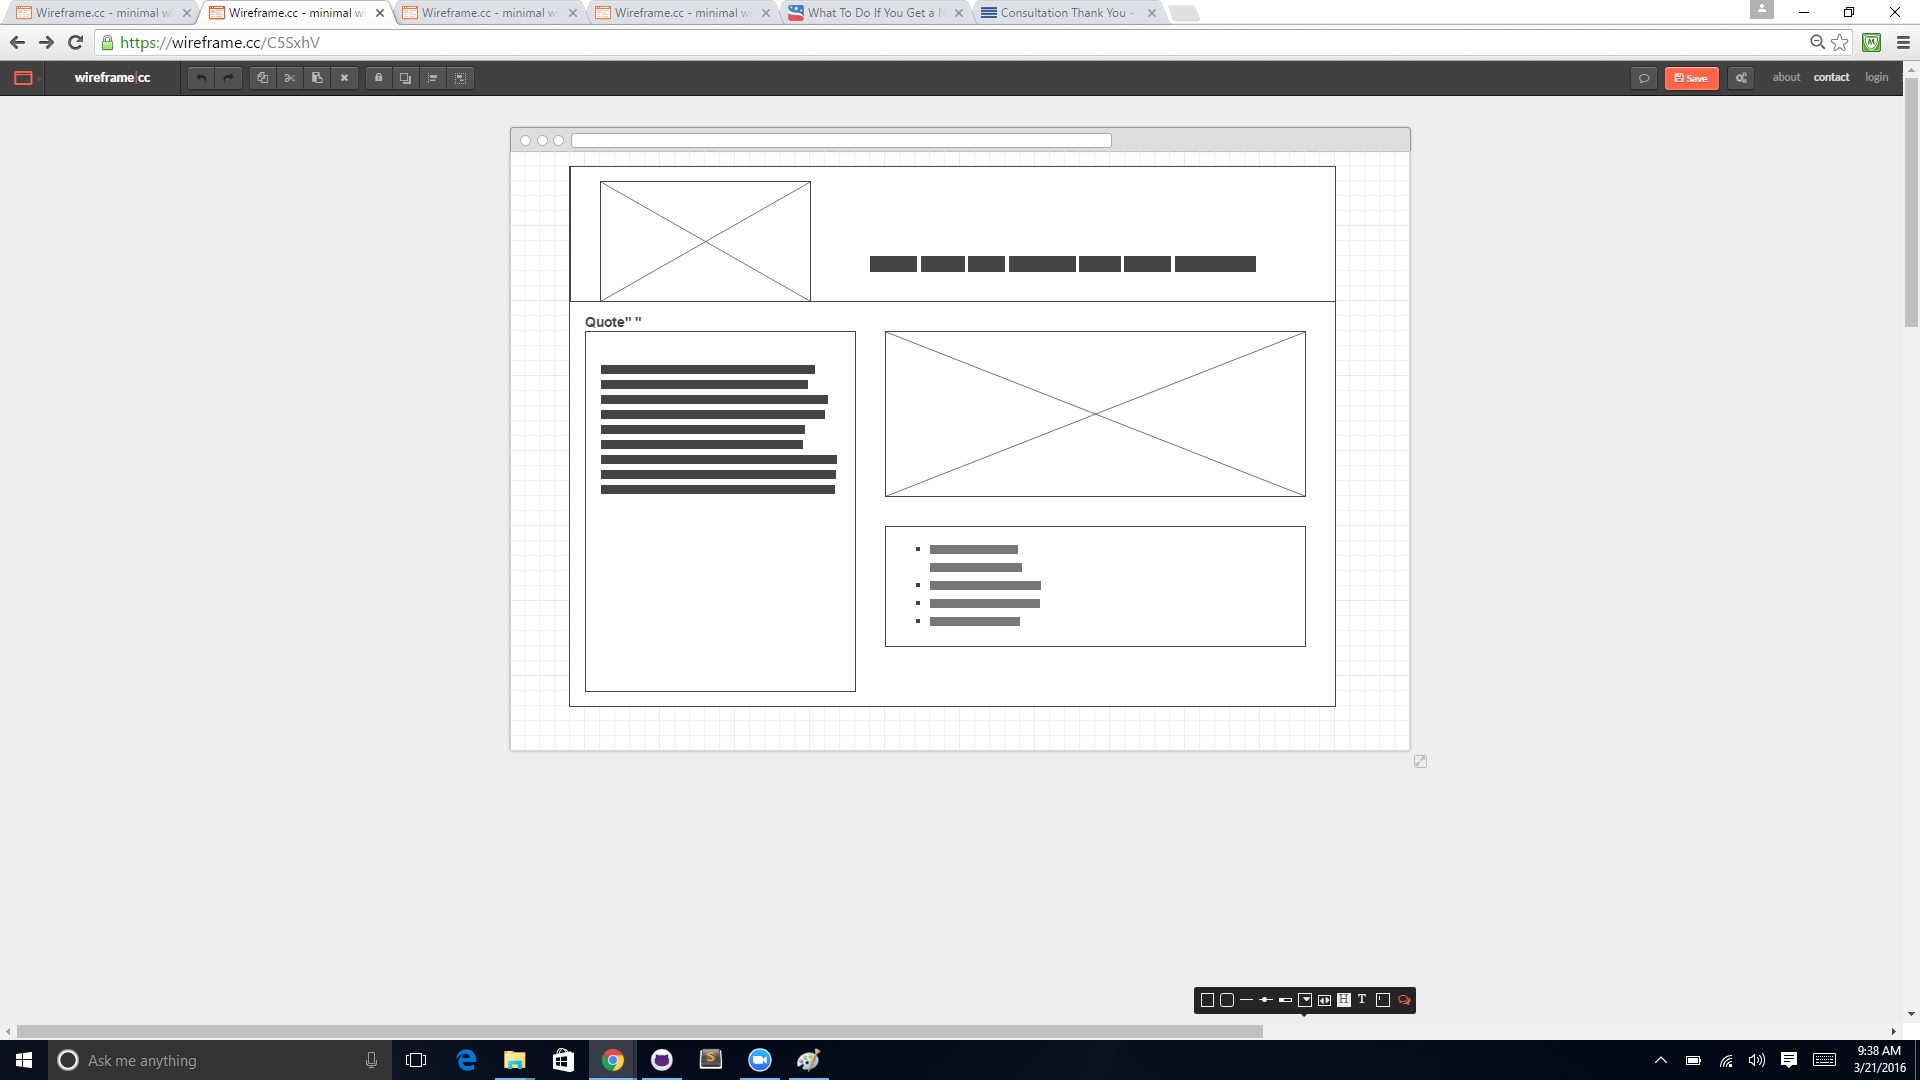 Wireframe.cc - minimal w
Wireframe.cc - minimal w
Wireframe.cc - minimal w
Wireframe.cc - minimal w
What To Do If You Get a N
Consultation Thank You -
https://wireframe.cc/C5SxhV
wireframe|cc
Save
about
contact
login
Quote" "
H T
Ask me anything
9:38 AM
3/21/2016